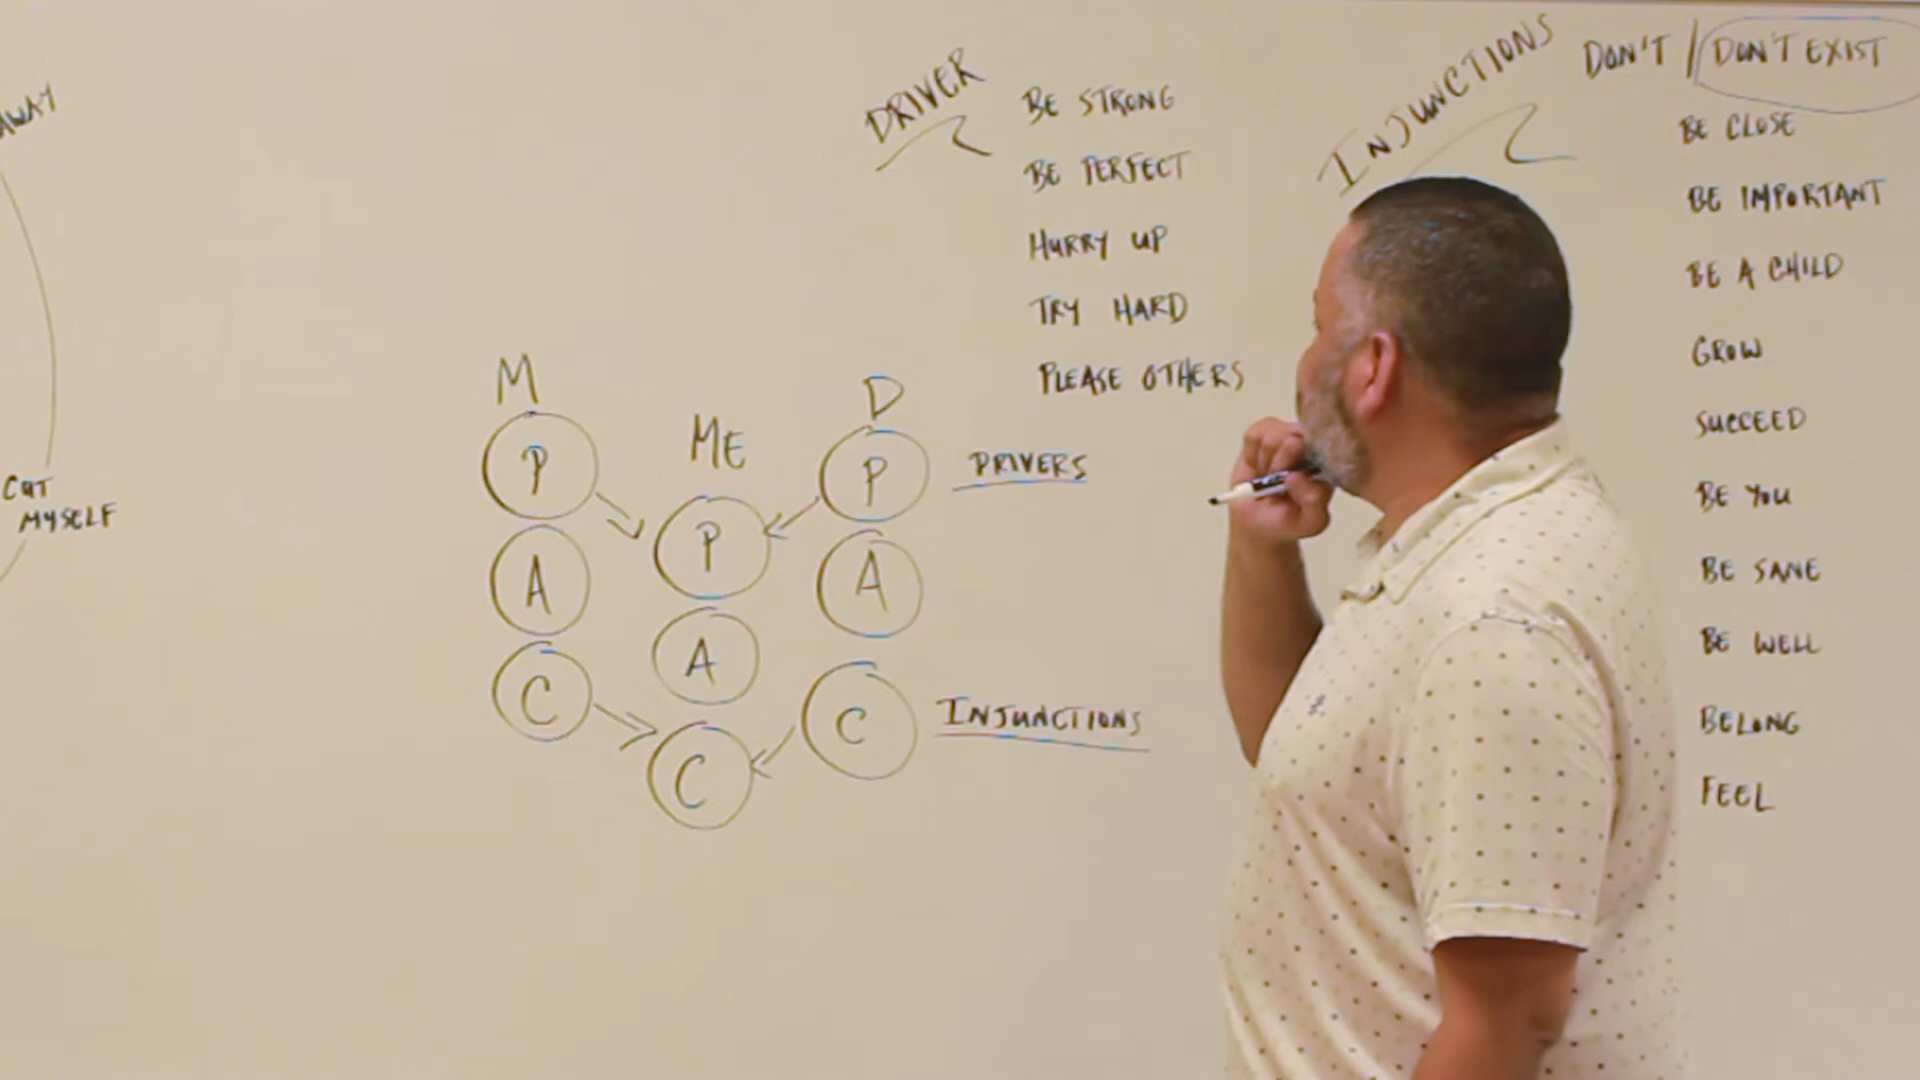 AWAY
CUT
MYSELF
M
P
A
C
ME
P
A
C
D
P
A
C
DRIVERS
INJUNCTIONS
DRIVER
BE STRONG
BE PERFECT
HURRY UP
TRY HARD
PLEASE OTHERS
INJUNCTIONS
DON'T / DON'T EXIST
BE CLOSE
BE IMPORTANT
BE A CHILD
GROW
SUCCEED
BE YOU
BE SANE
BE WELL
BELONG
FEEL